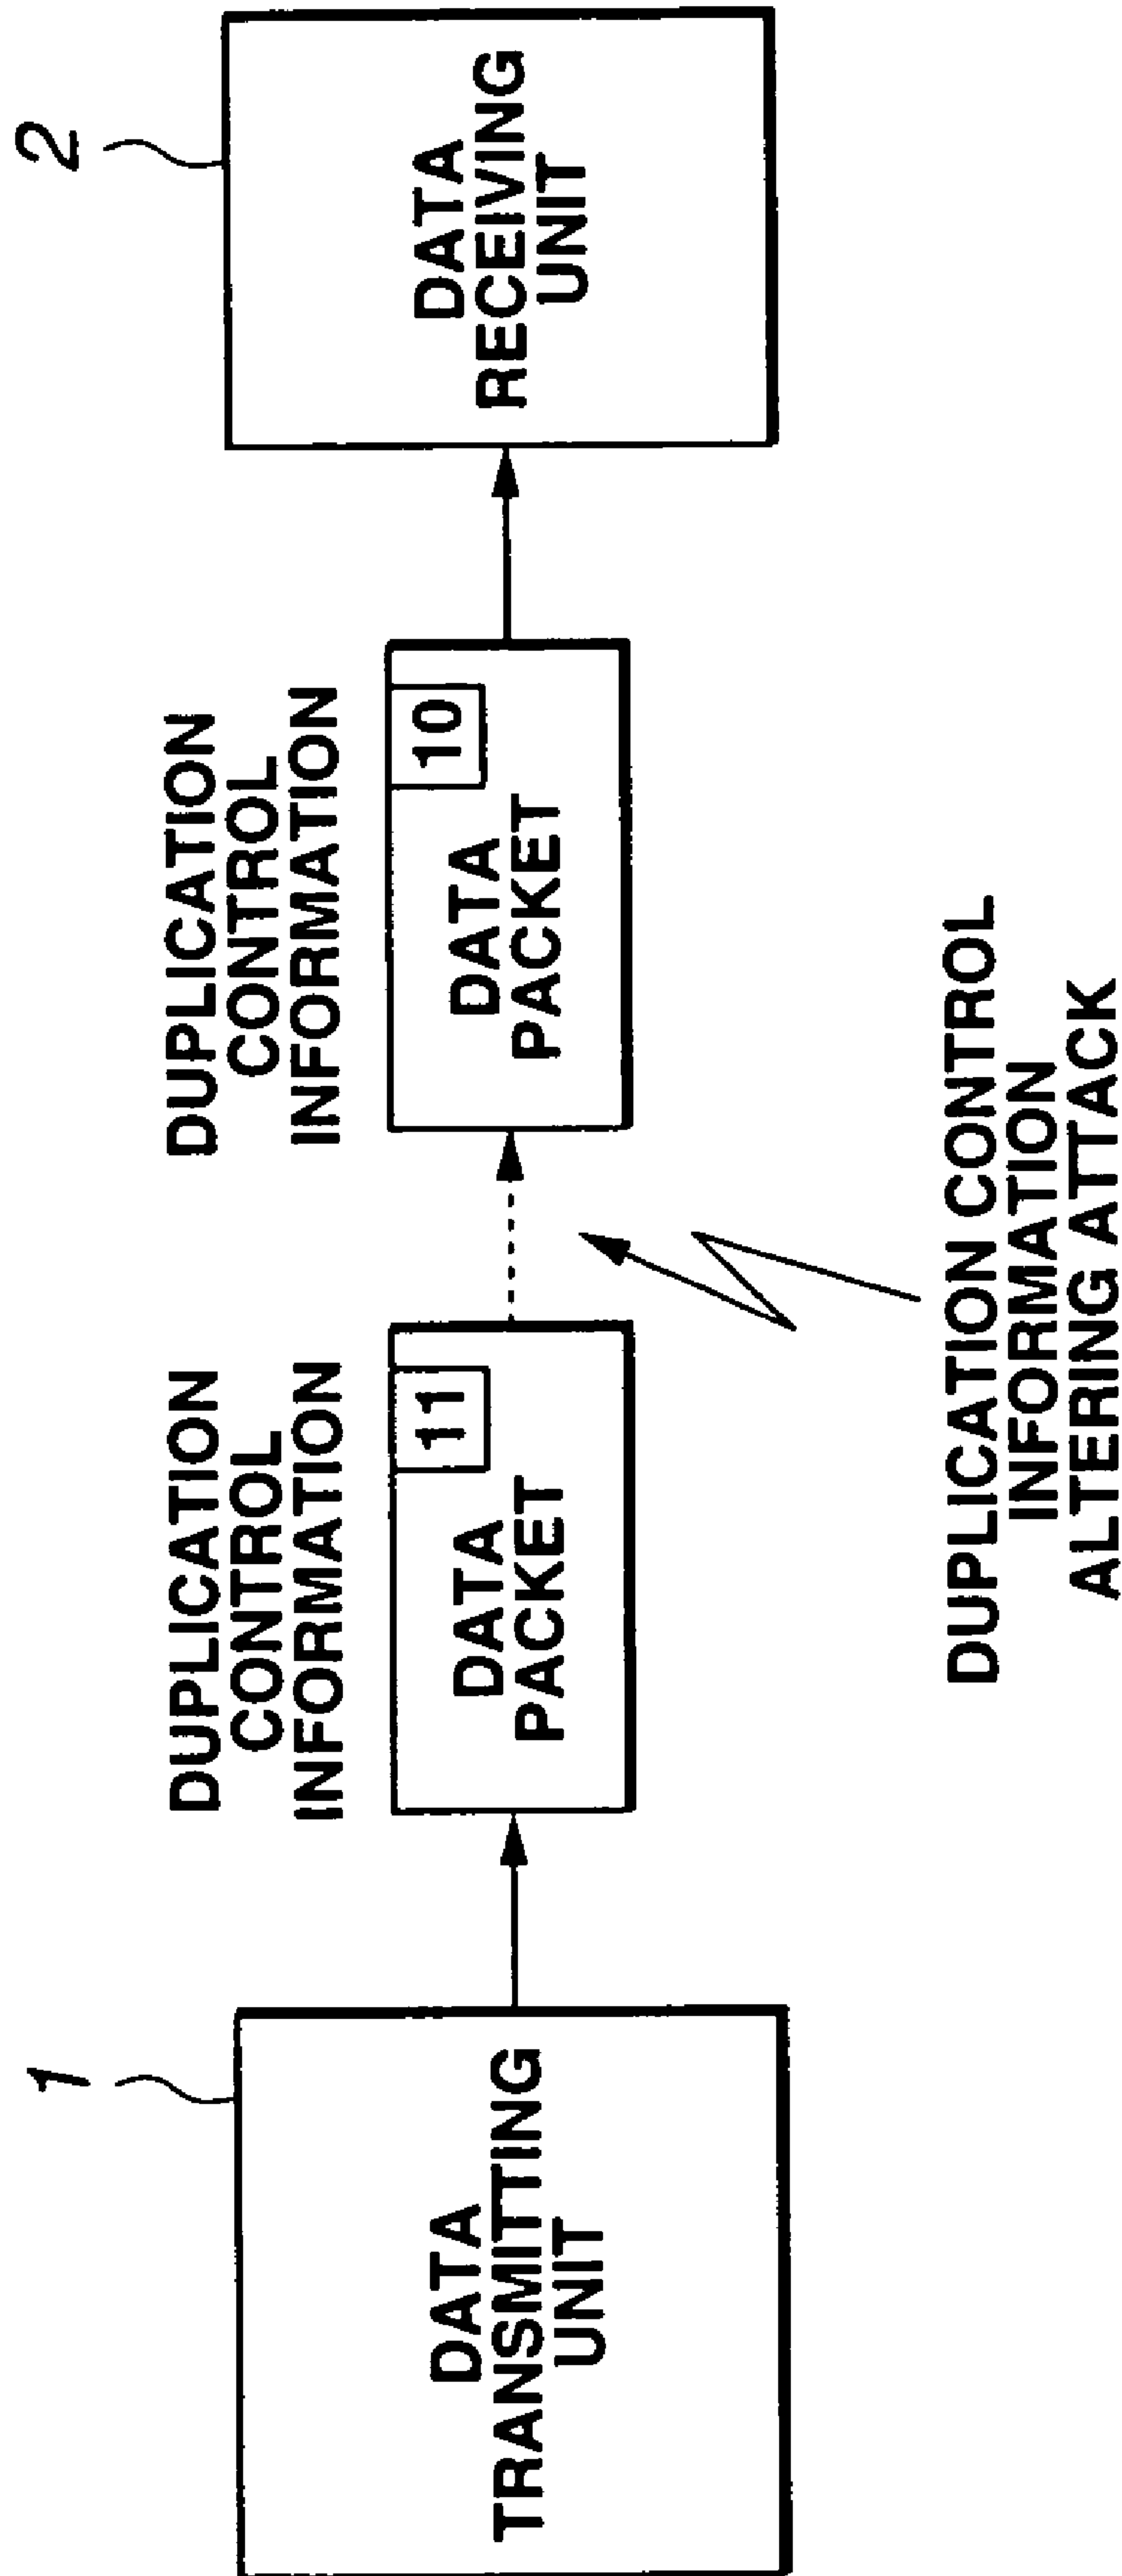 1
DATA
TRANSMITTING
UNIT
DUPLICATION
CONTROL
INFORMATION
11
DATA
PACKET
DUPLICATION CONTROL
INFORMATION
ALTERING ATTACK
DUPLICATION
CONTROL
INFORMATION
10
DATA
PACKET
2
DATA
RECEIVING
UNIT